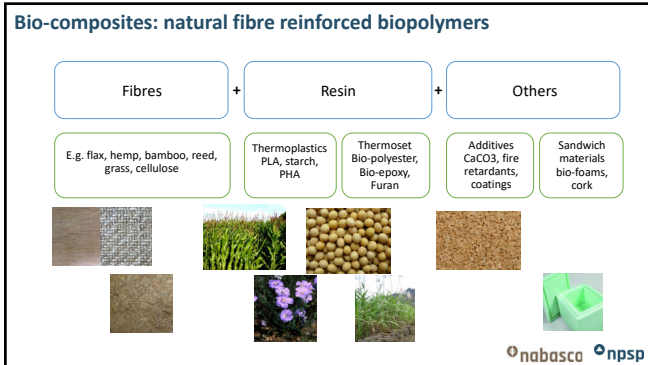 Bio-composites: natural fibre reinforced biopolymers
Fibres
+
Resin
+
Others
E.g. flax, hemp, bamboo, reed,
grass, cellulose
Thermoplastics
PLA, starch,
PHA
Thermoset
Bio-polyester,
Bio-epoxy,
Furan
Additives
CaCO3, fire
retardants,
coatings
Sandwich
materials
bio-foams,
cork
nabasco npsp